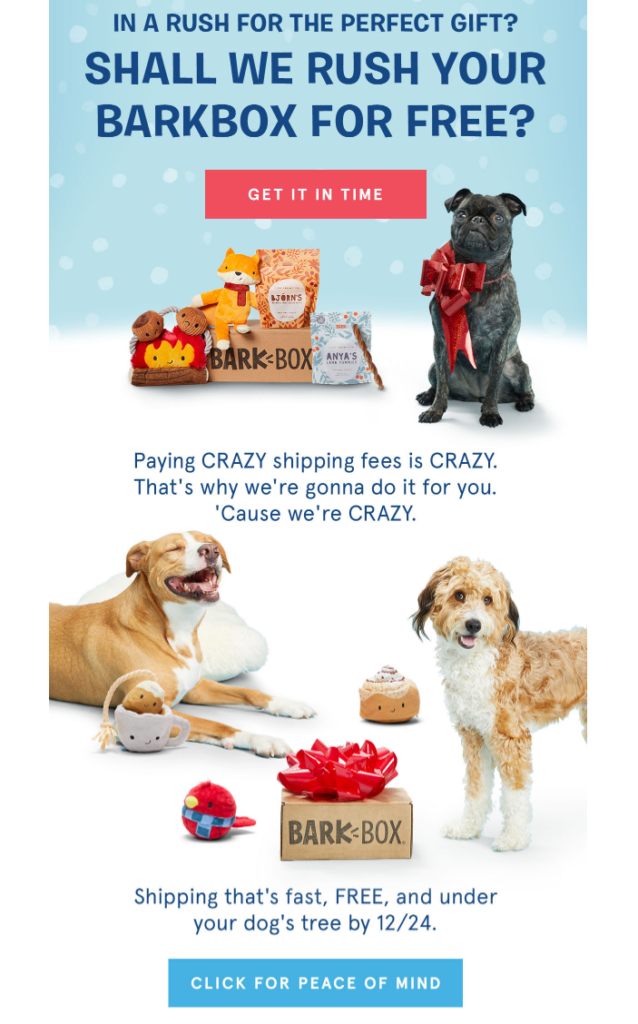 IN A RUSH FOR THE PERFECT GIFT?
SHALL WE RUSH YOUR
BARKBOX FOR FREE?
GET IT IN TIME
BJØRN'S
BARK BOX
ANYA'S
Paying CRAZY shipping fees is CRAZY.
That's why we're gonna do it for you.
'Cause we're CRAZY.
BARK BOX
Shipping that's fast, FREE, and under
your dog's tree by 12/24.
CLICK FOR PEACE OF MIND